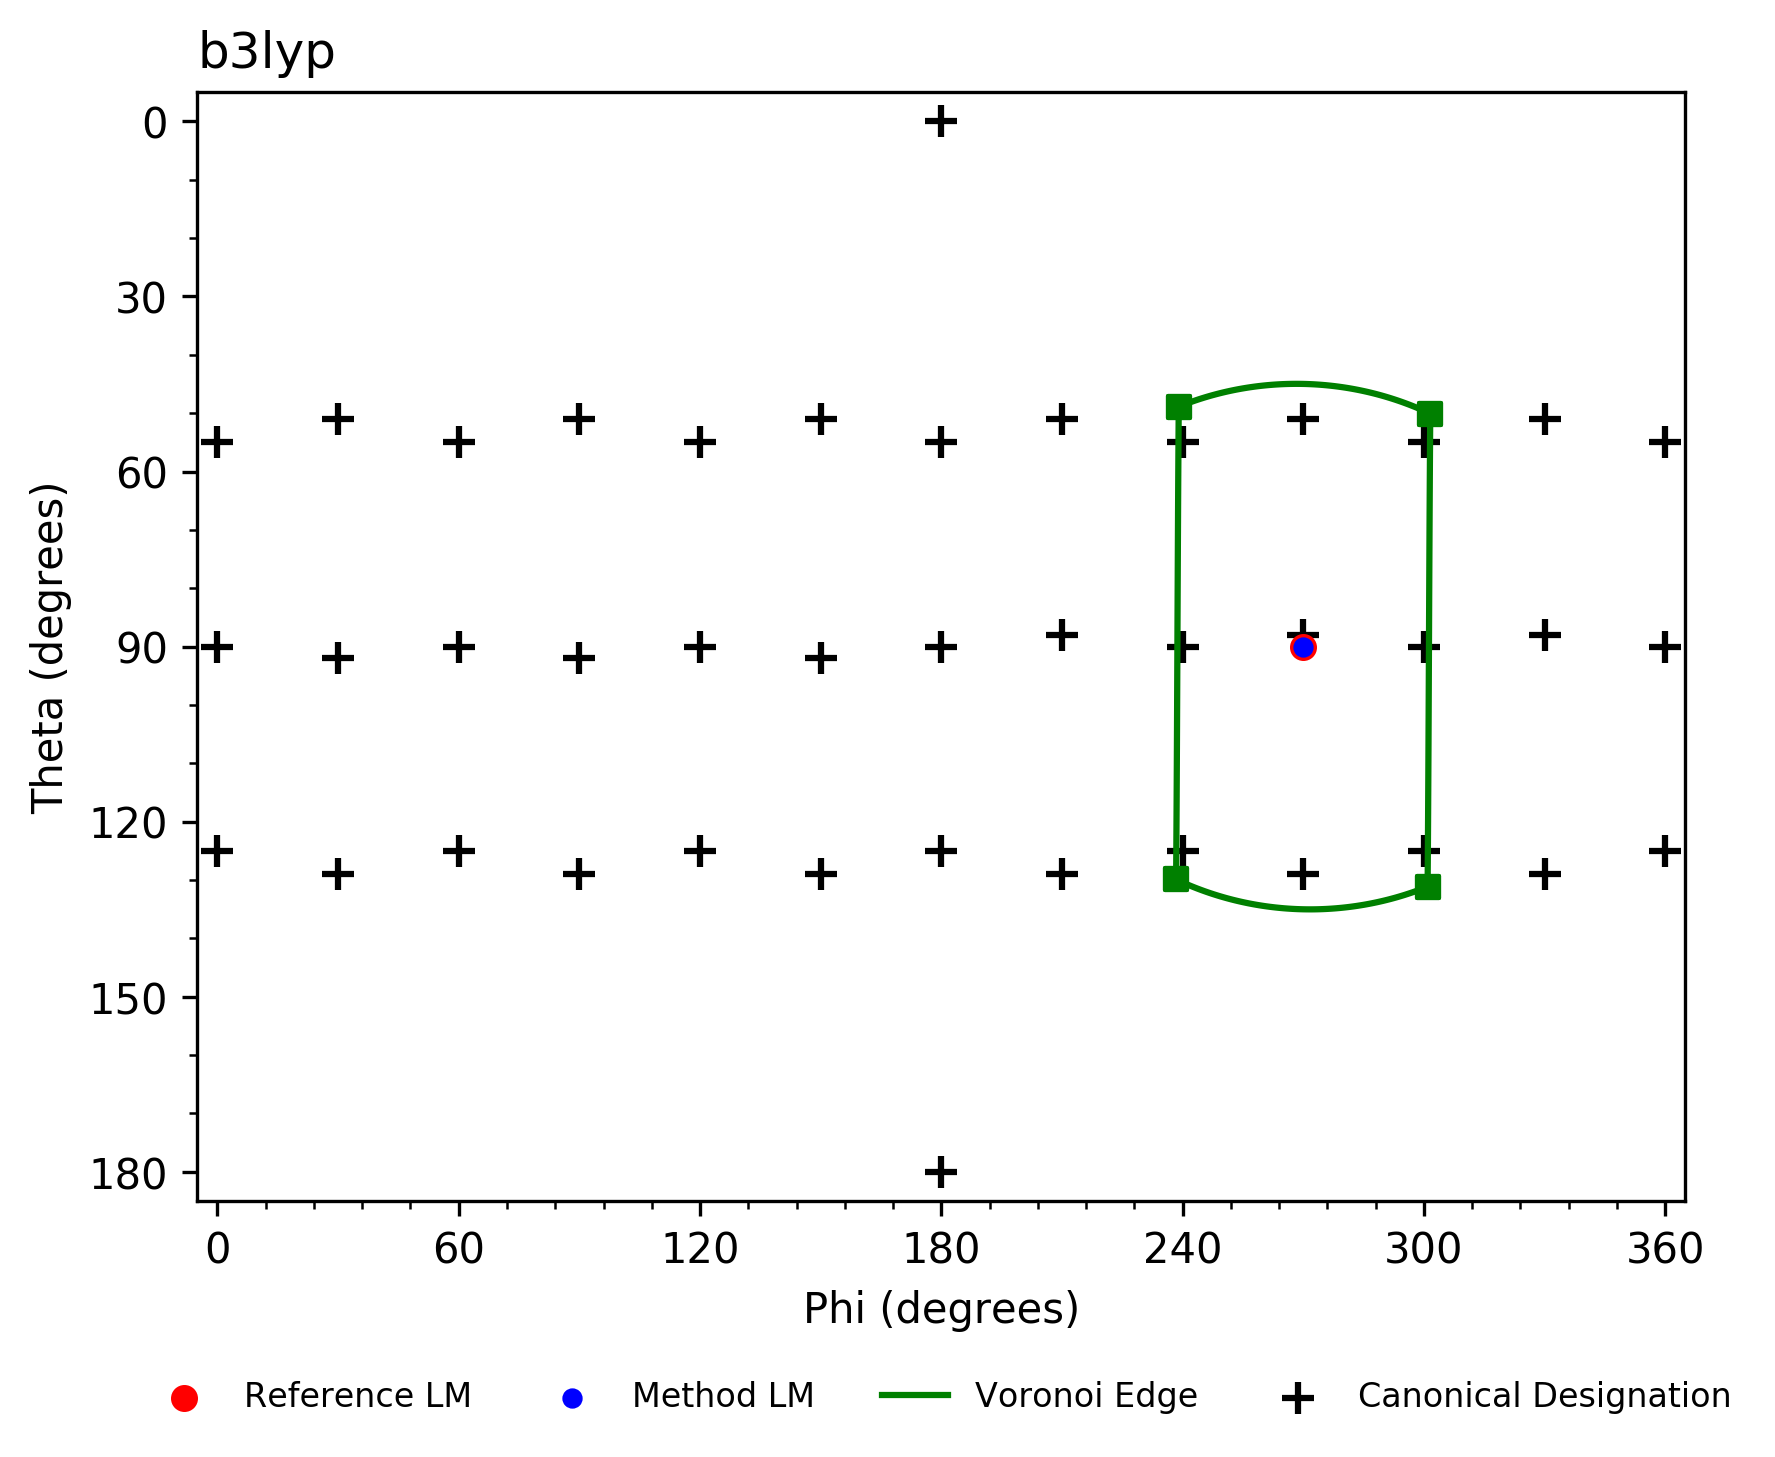 b3lyp
0
30
60
90
120
150
180
Theta (degrees)
0 60 120 180 240 300 360
Phi (degrees)
Reference LM Method LM Voronoi Edge Canonical Designation